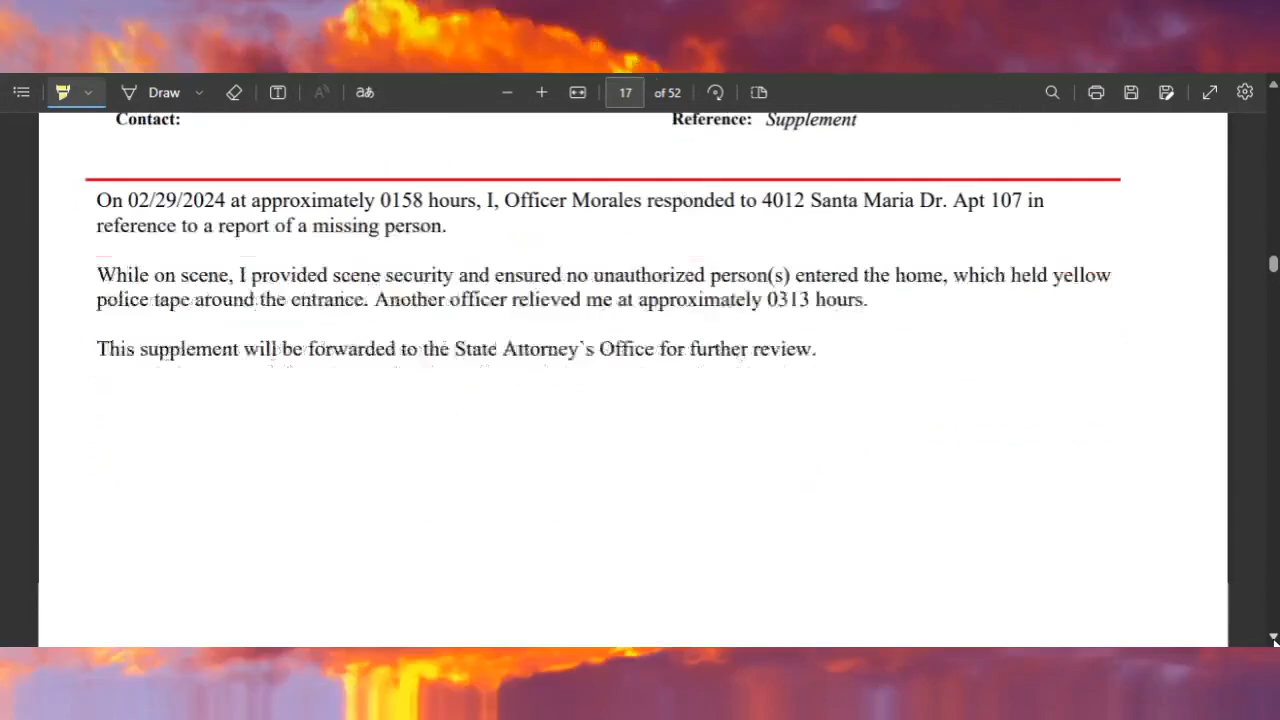 Draw
aあ
17 of 52
Contact:
Reference: Supplement
On 02/29/2024 at approximately 0158 hours, I, Officer Morales responded to 4012 Santa Maria Dr. Apt 107 in
reference to a report of a missing person.
While on scene, I provided scene security and ensured no unauthorized person(s) entered the home, which held yellow
police tape around the entrance. Another officer relieved me at approximately 0313 hours.
This supplement will be forwarded to the State Attorney`s Office for further review.